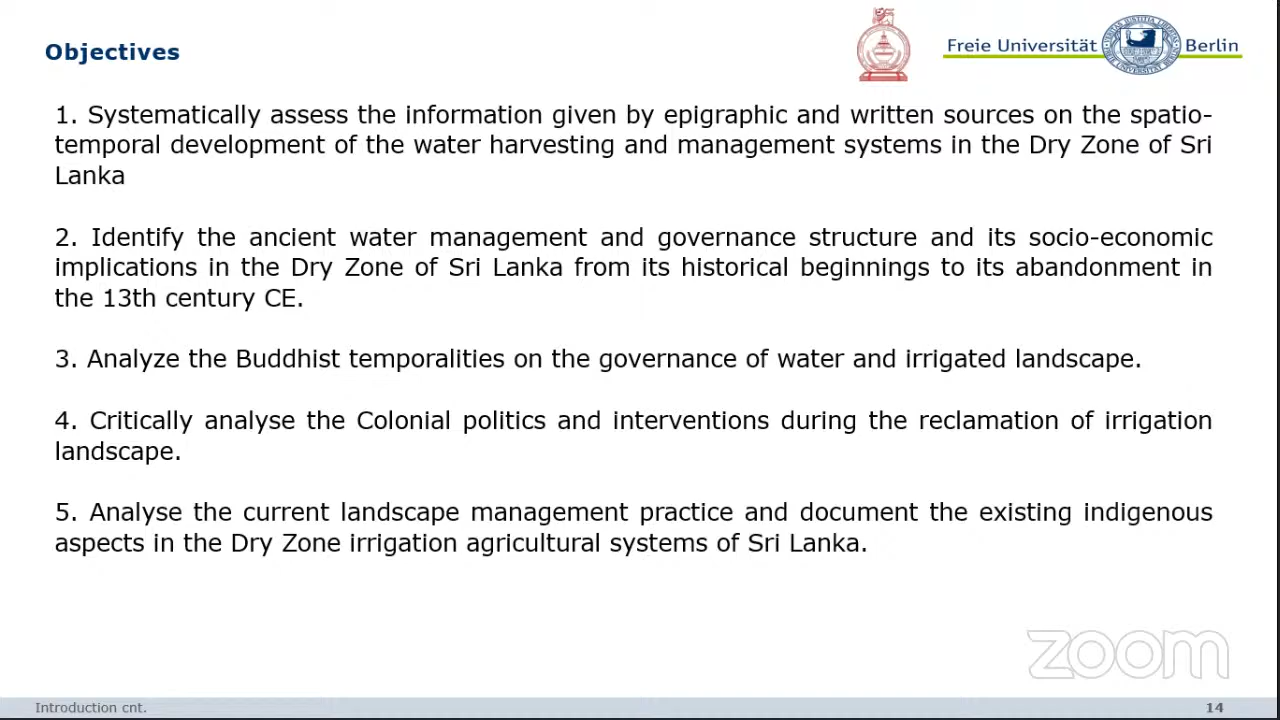 Objectives
Freie Universität Berlin
1. Systematically assess the information given by epigraphic and written sources on the spatio-
temporal development of the water harvesting and management systems in the Dry Zone of Sri
Lanka
2. Identify the ancient water management and governance structure and its socio-economic
implications in the Dry Zone of Sri Lanka from its historical beginnings to its abandonment in
the 13th century CE.
3. Analyze the Buddhist temporalities on the governance of water and irrigated landscape.
4. Critically analyse the Colonial politics and interventions during the reclamation of irrigation
landscape.
5. Analyse the current landscape management practice and document the existing indigenous
aspects in the Dry Zone irrigation agricultural systems of Sri Lanka.
zoom
Introduction cnt.
14